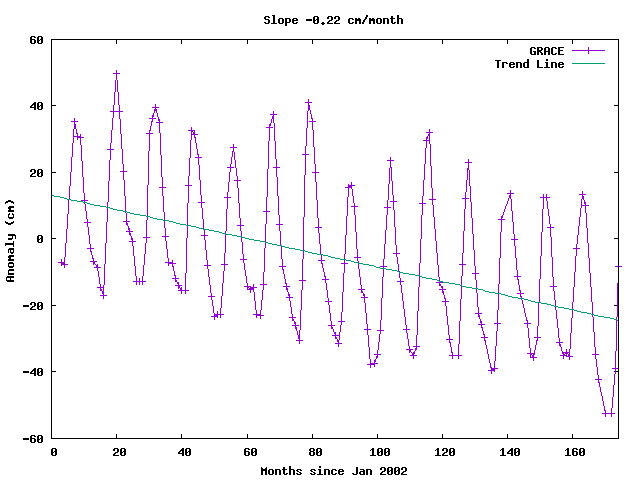 Slope -0.22 cm/month
60
40
20
0
-20
-40
-60
Anomaly (cm)
GRACE
Trend Line
0 20 40 60 80 100 120 140 160 174
Months since Jan 2002